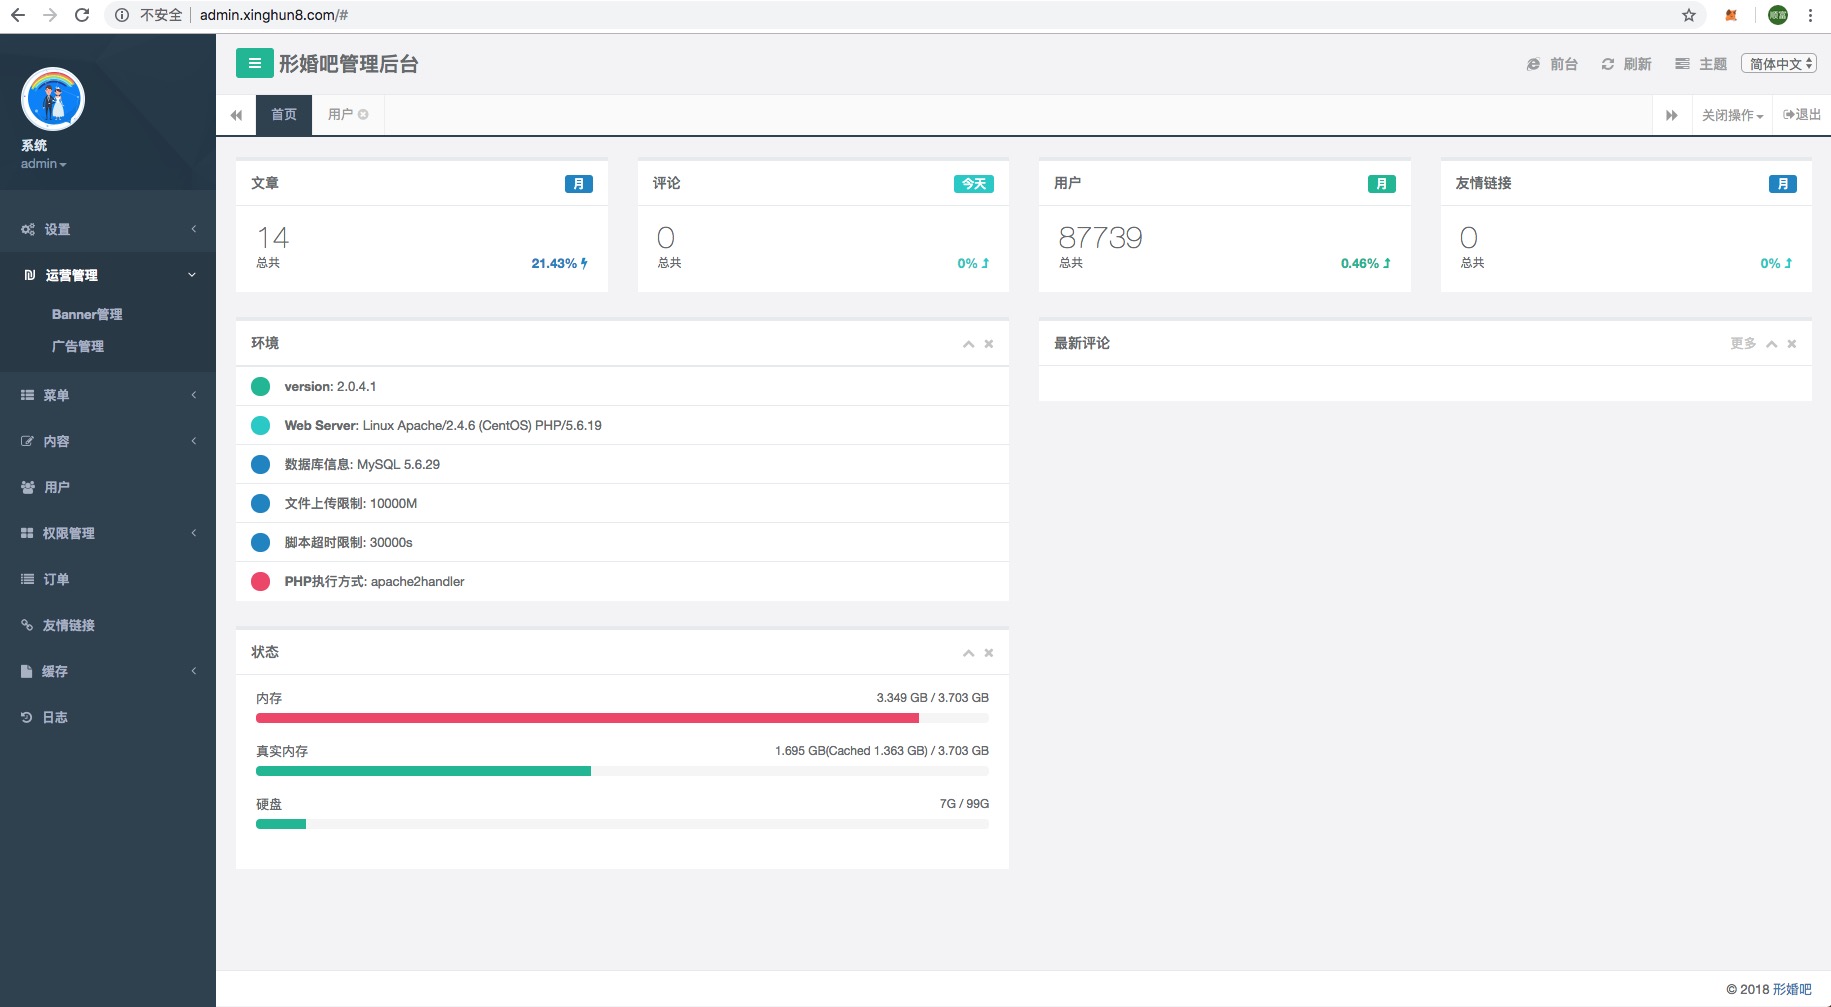 不安全 admin.xinghun8.com/#
顺富
系统
admin
设置
运营管理
Banner管理
广告管理
菜单
内容
用户
权限管理
订单
友情链接
缓存
日志
形婚吧管理后台
前台 刷新 主题 简体中文
首页 用户 关闭操作 退出
文章 月
14
总共 21.43%
评论 今天
0
总共 0%
用户 月
87739
总共 0.46%
友情链接 月
0
总共 0%
环境
version: 2.0.4.1
Web Server: Linux Apache/2.4.6 (CentOS) PHP/5.6.19
数据库信息: MySQL 5.6.29
文件上传限制: 10000M
脚本超时限制: 30000s
PHP执行方式: apache2handler
最新评论 更多
状态
内存 3.349 GB / 3.703 GB
真实内存 1.695 GB(Cached 1.363 GB) / 3.703 GB
硬盘 7G / 99G
© 2018 形婚吧